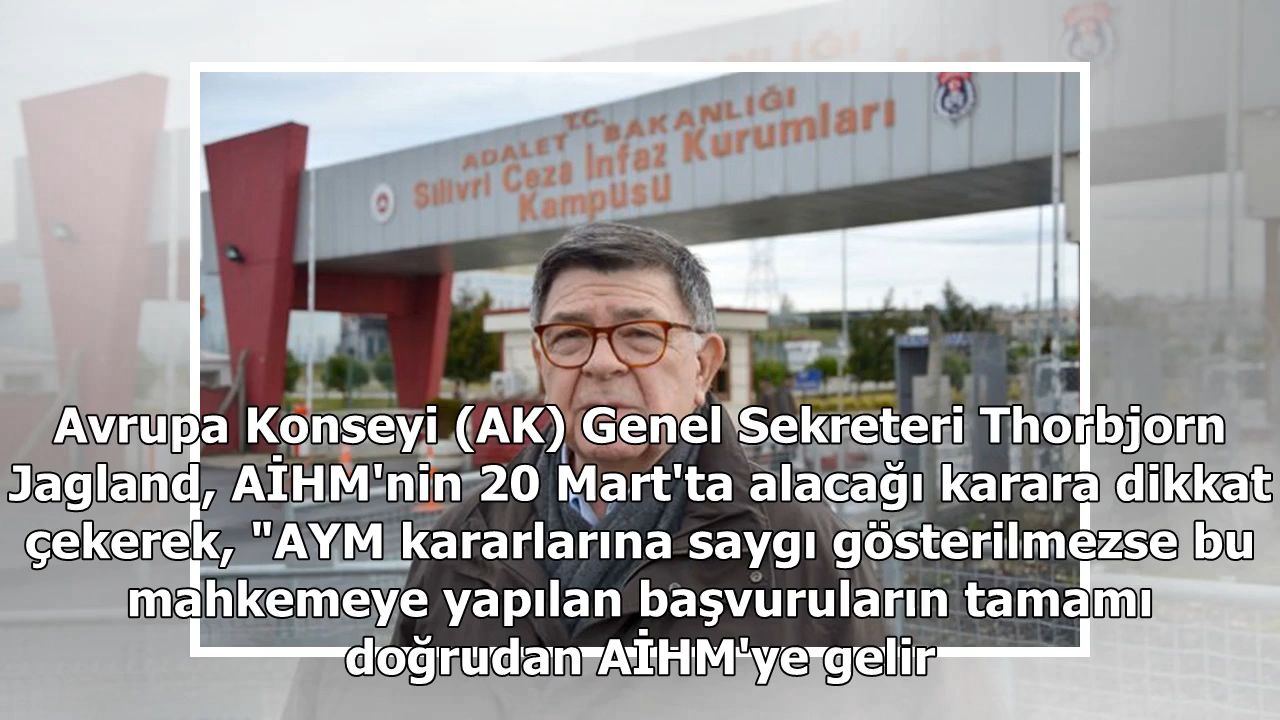 T.C.
ADALET BAKANLIĞI
Silivri Ceza İnfaz Kurumları
Kampüsü
Avrupa Konseyi (AK) Genel Sekreteri Thorbjorn
Jagland, AİHM'nin 20 Mart'ta alacağı karara dikkat
çekerek, "AYM kararlarına saygı gösterilmezse bu
mahkemeye yapılan başvuruların tamamı
doğrudan AİHM'ye gelir